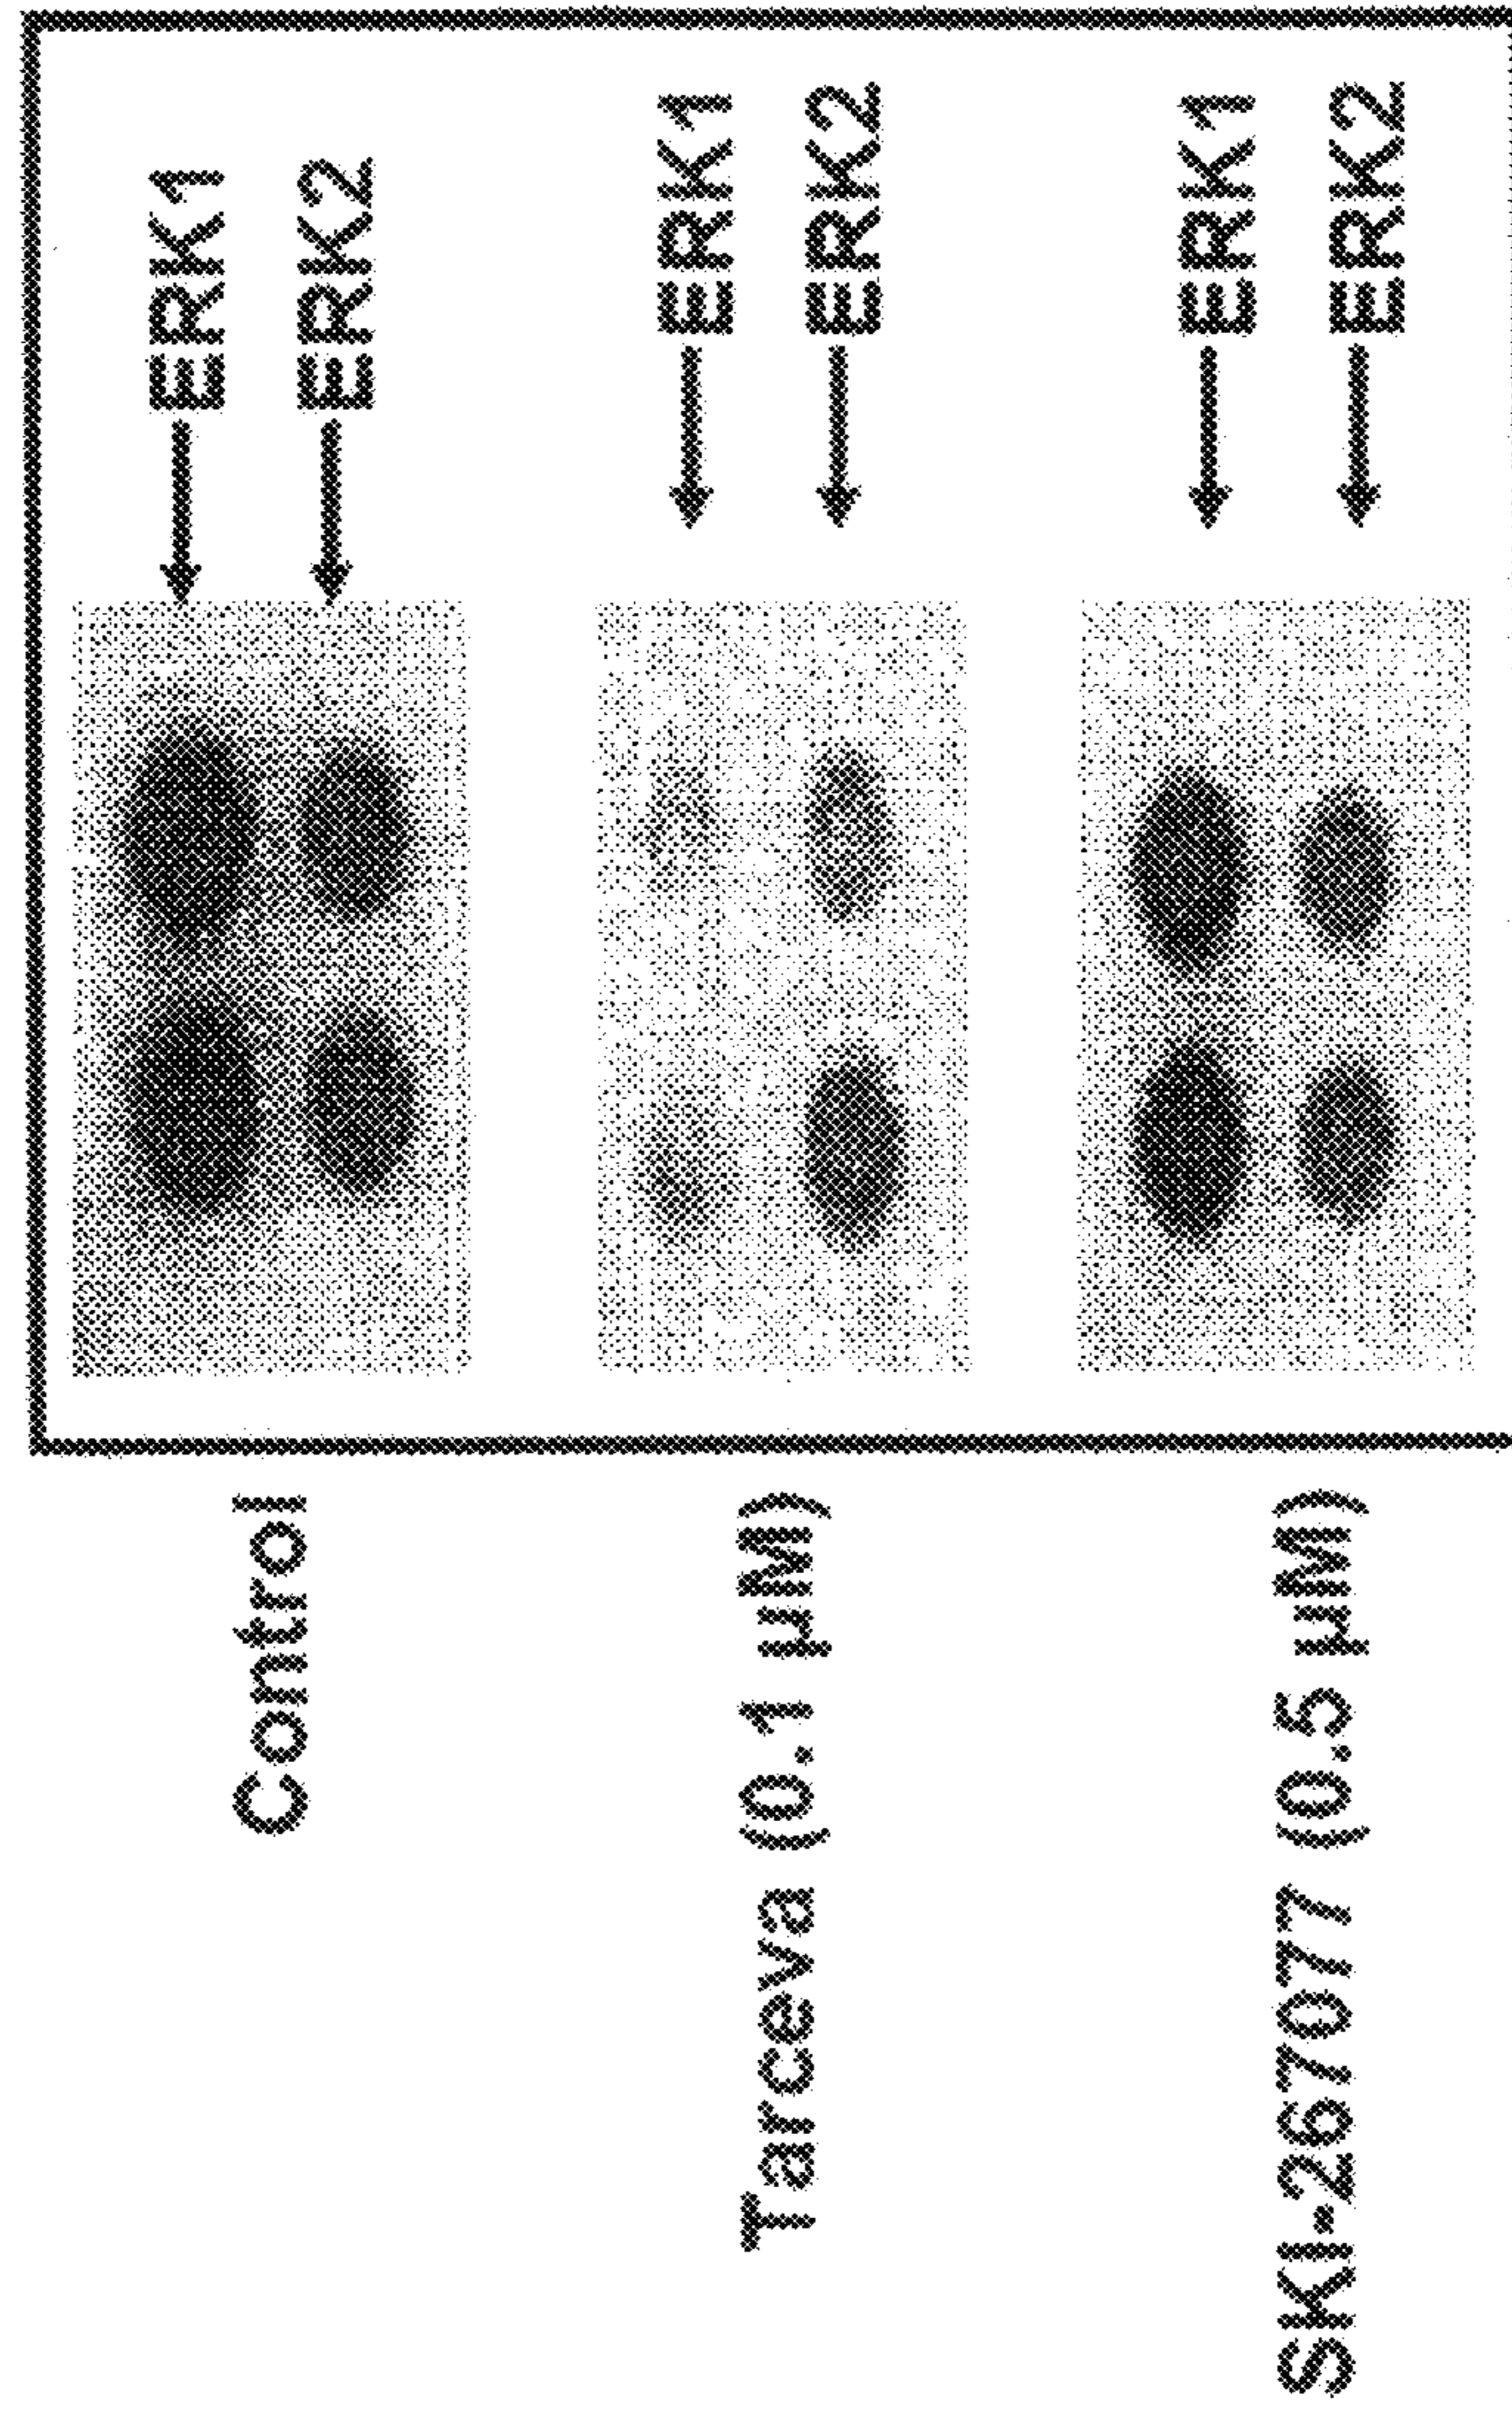 Control
ERK1
ERK2
Tarceva (0.1 µM)
ERK1
ERK2
SKI-267077 (0.5 µM)
ERK1
ERK2